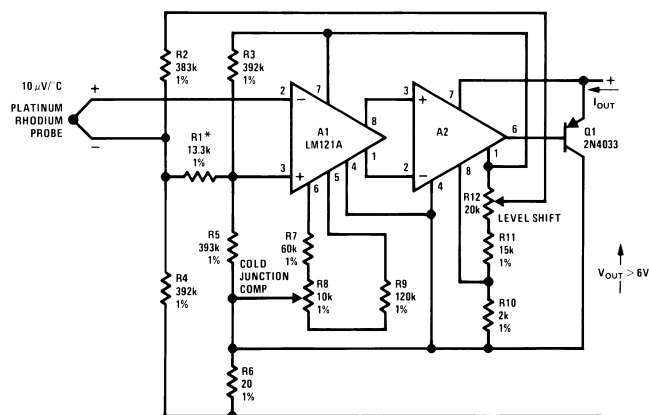 10 μV/°C
PLATINUM
RHODIUM
PROBE
+
−
R2
383k
1%
R3
392k
1%
R1*
13.3k
1%
R4
392k
1%
R5
393k
1%
COLD
JUNCTION
COMP
R6
20
1%
2
3
−
+
7
A1
LM121A
8
1
4
5
6
R7
60k
1%
R8
10k
1%
R9
120k
1%
3
2
+
−
A2
7
6
1
8
4
R12
20k
LEVEL SHIFT
R11
15k
1%
R10
2k
1%
+
IOUT
Q1
2N4033
VOUT > 6V